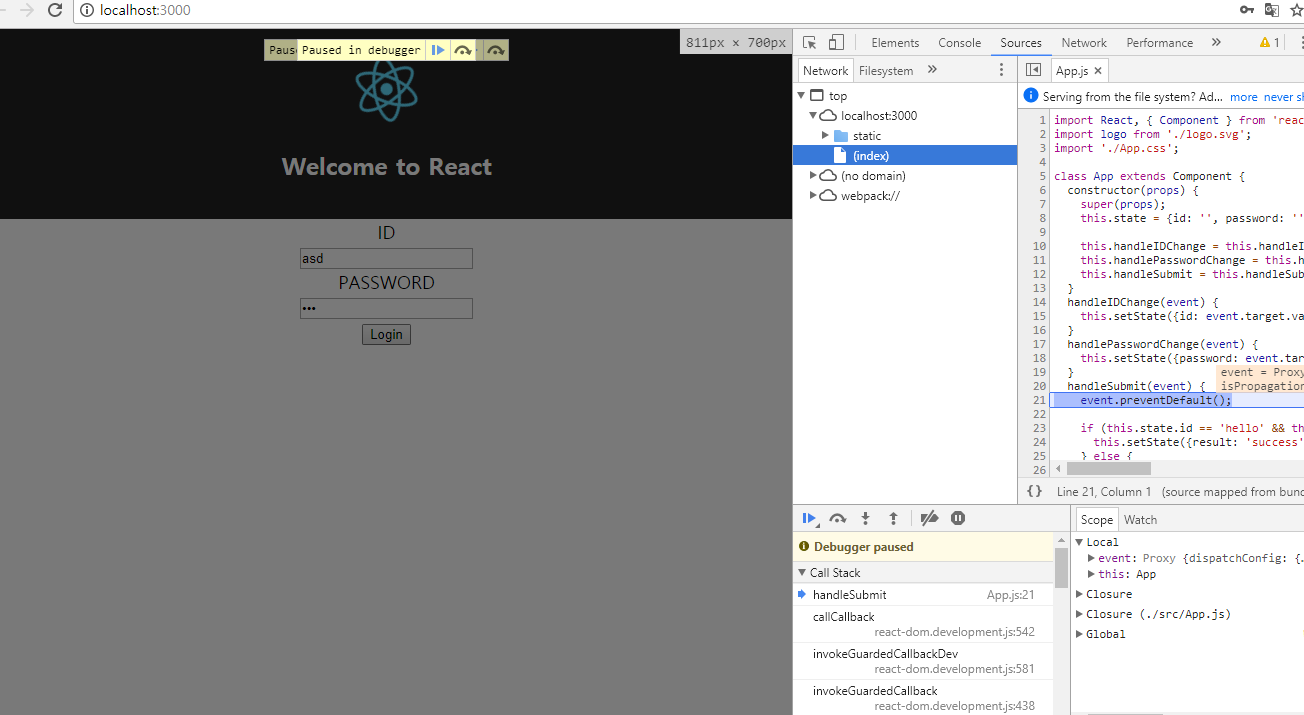 localhost:3000
Paus Paused in debugger
811px × 700px
Welcome to React
ID
asd
PASSWORD
•••
Login
Elements Console Sources Network Performance » 1
Network Filesystem »
top
localhost:3000
static
(index)
(no domain)
webpack://
App.js ×
Serving from the file system? Ad... more never sh
1 import React, { Component } from 'reac
2 import logo from './logo.svg';
3 import './App.css';
4
5 class App extends Component {
6 constructor(props) {
7 super(props);
8 this.state = {id: '', password: ''
9
10 this.handleIDChange = this.handleI
11 this.handlePasswordChange = this.h
12 this.handleSubmit = this.handleSub
13 }
14 handleIDChange(event) {
15 this.setState({id: event.target.va
16 }
17 handlePasswordChange(event) {
18 this.setState({password: event.tar
19 } event = Proxy
20 handleSubmit(event) { isPropagation
21 event.preventDefault();
22
23 if (this.state.id == 'hello' && th
24 this.setState({result: 'success'
25 } else {
26
{} Line 21, Column 1 (source mapped from bund
Debugger paused
Call Stack
handleSubmit App.js:21
callCallback
react-dom.development.js:542
invokeGuardedCallbackDev
react-dom.development.js:581
invokeGuardedCallback
react-dom.development.js:438
Scope Watch
Local
event: Proxy {dispatchConfig: {…
this: App
Closure
Closure (./src/App.js)
Global